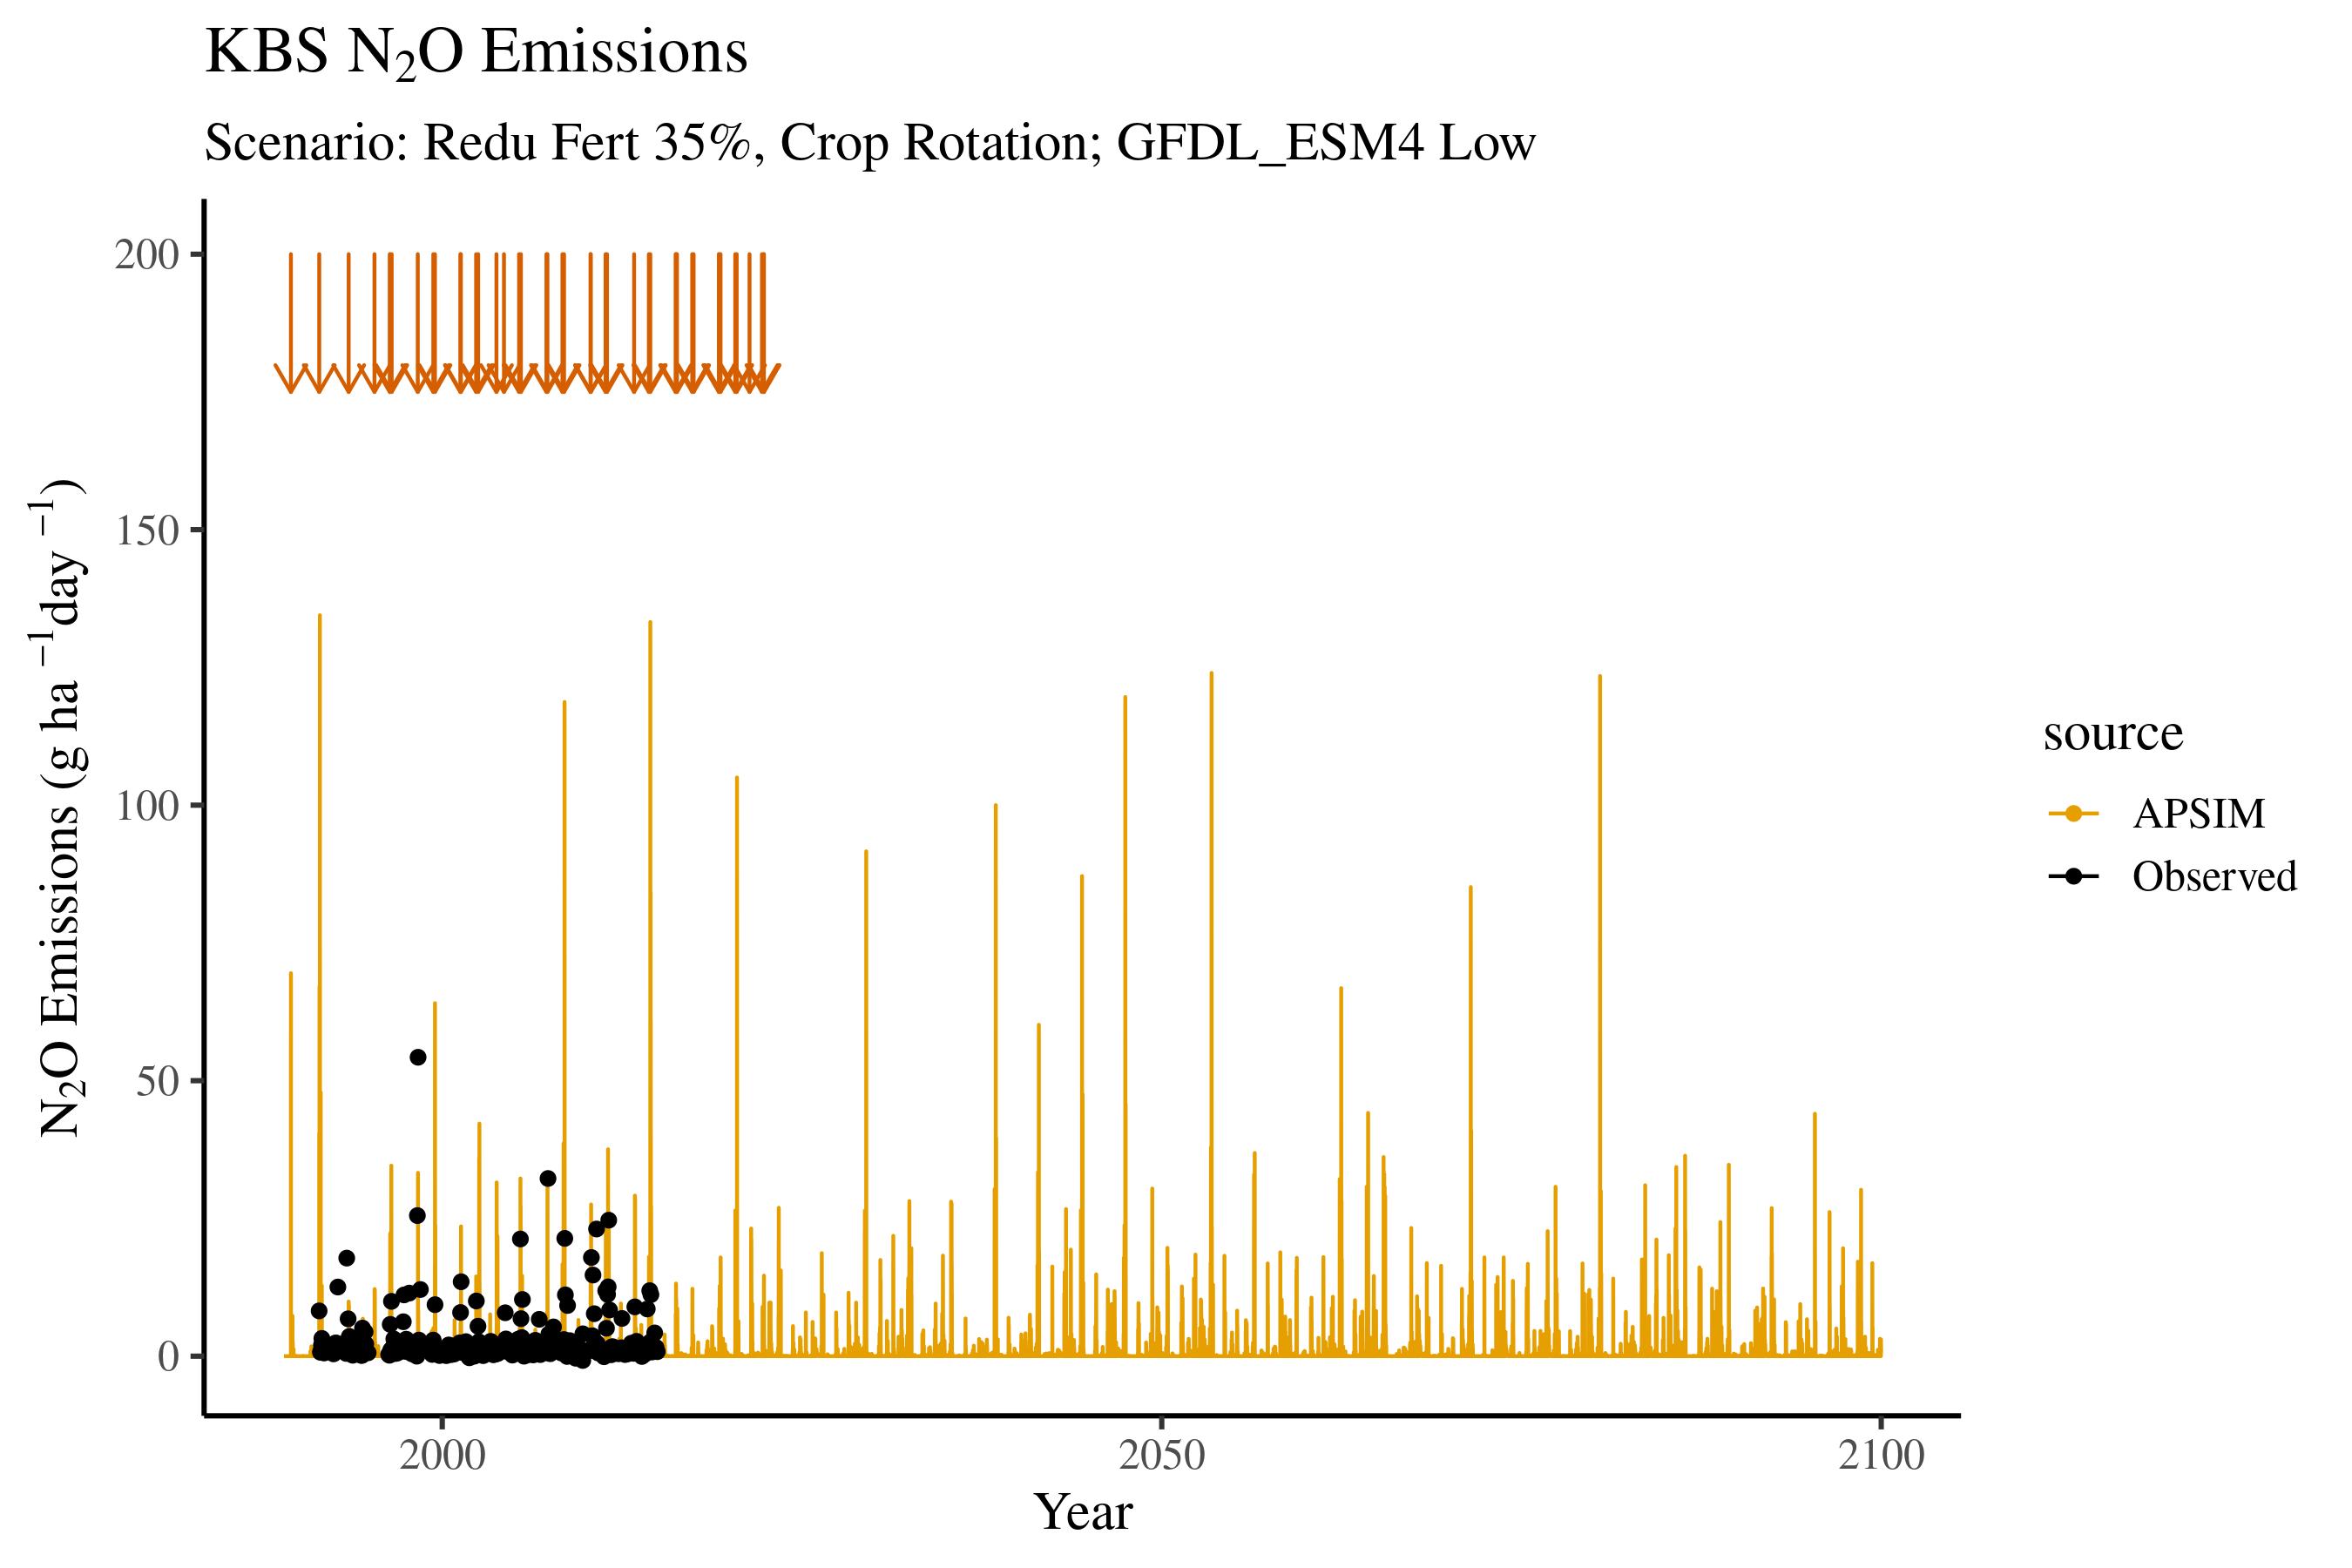 KBS N₂O Emissions
Scenario: Redu Fert 35%, Crop Rotation; GFDL_ESM4 Low
N₂O Emissions (g ha ⁻¹day ⁻¹)
200
150
100
50
0
2000
2050
2100
Year
source
APSIM
Observed